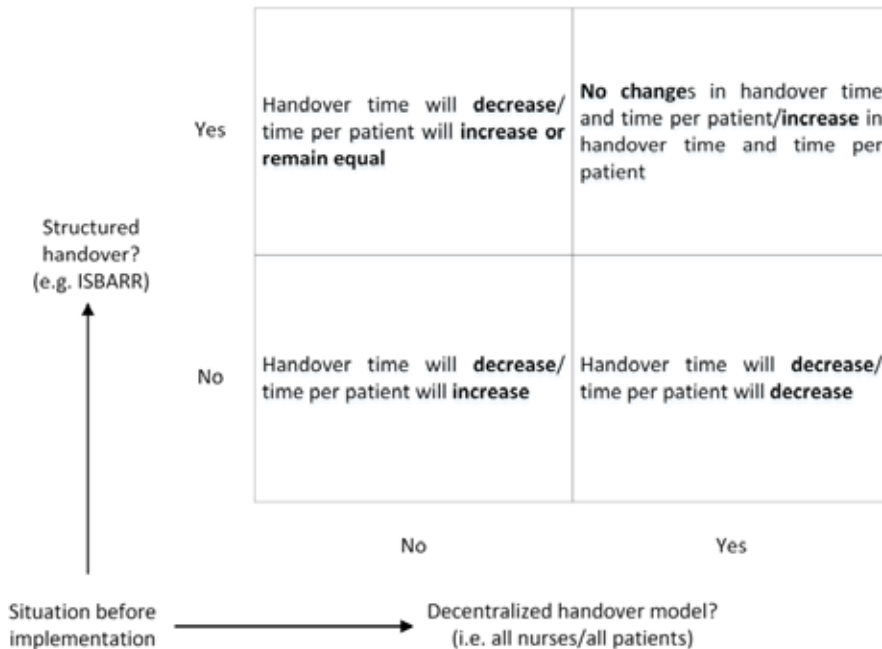 Handover time will decrease/
time per patient will increase or
remain equal
No changes in handover time
and time per patient/increase in
handover time and time per
patient
Yes
Structured
handover?
(e.g. ISBARR)
No
Handover time will decrease/
time per patient will increase
Handover time will decrease/
time per patient will decrease
No
Yes
Situation before
implementation
Decentralized handover model?
(i.e. all nurses/all patients)